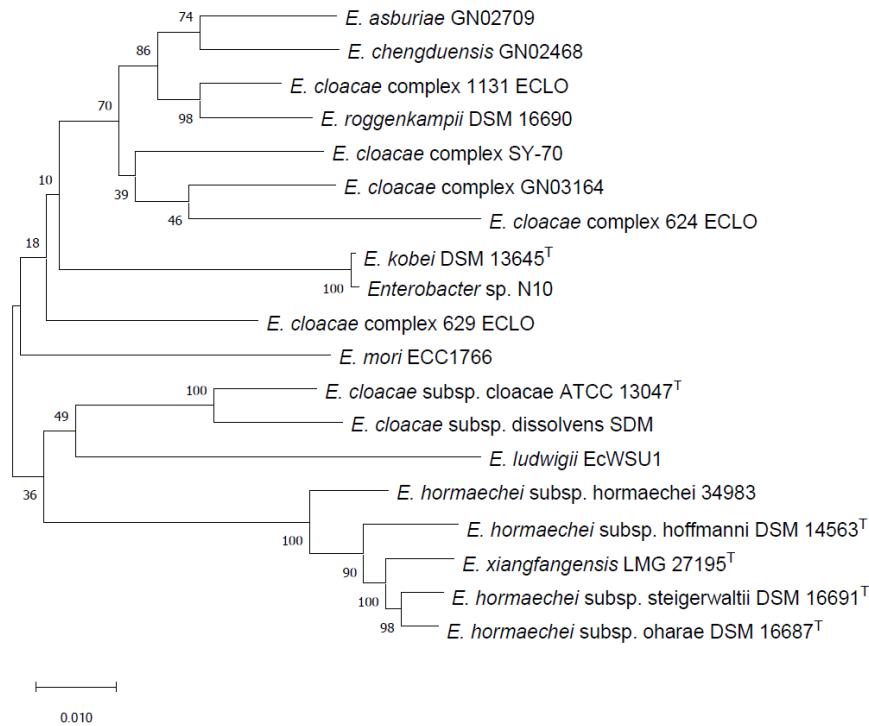 74
E. asburiae GN02709
E. chengduensis GN02468
86
E. cloacae complex 1131 ECLO
70
98
E. roggenkampii DSM 16690
E. cloacae complex SY-70
10
39
E. cloacae complex GN03164
46
E. cloacae complex 624 ECLO
18
E. kobei DSM 13645T
100
Enterobacter sp. N10
E. cloacae complex 629 ECLO
E. mori ECC1766
100
E. cloacae subsp. cloacae ATCC 13047T
49
E. cloacae subsp. dissolvens SDM
E. ludwigii EcWSU1
36
E. hormaechei subsp. hormaechei 34983
100
E. hormaechei subsp. hoffmanni DSM 14563T
90
E. xiangfangensis LMG 27195T
100
E. hormaechei subsp. steigerwaltii DSM 16691T
98
E. hormaechei subsp. oharae DSM 16687T
0.010